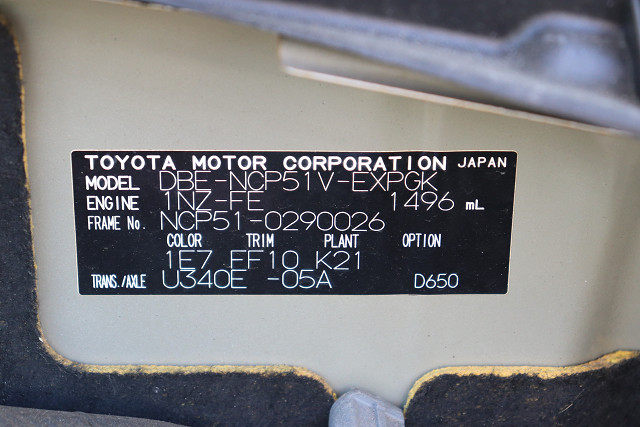 TOYOTA MOTOR CORPORATION JAPAN
MODEL DBE-NCP51V-EXPGK
ENGINE 1NZ-FE 1496 mL
FRAME No. NCP51-0290026
COLOR TRIM PLANT OPTION
1E7 FF10 K21
TRANS./AXLE U340E -05A D650